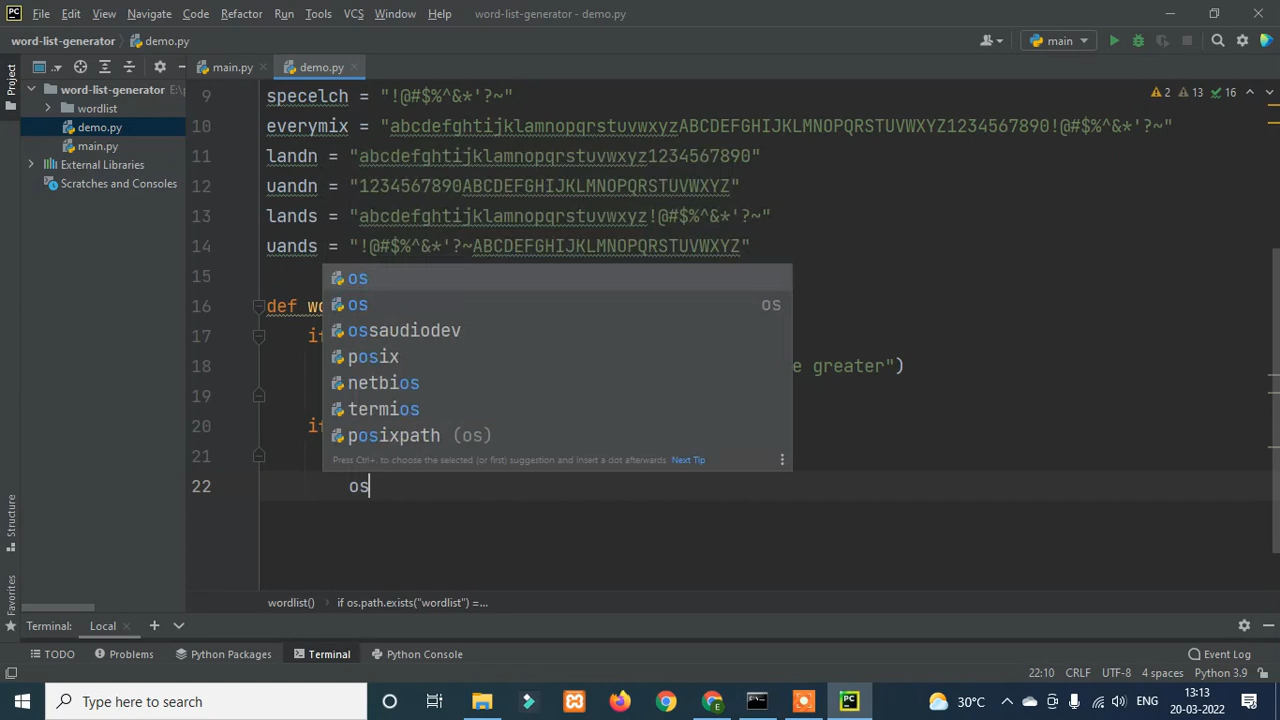 File Edit View Navigate Code Refactor Run Tools VCS Window Help word-list-generator - demo.py
word-list-generator demo.py main
Project
main.py demo.py
word-list-generator E:\p
wordlist
demo.py
main.py
External Libraries
Scratches and Consoles
2 13 16
9 specelch = "!@#$%^&*'?~"
10 everymix = "abcdefghtijklamnopqrstuvwxyzABCDEFGHIJKLMNOPQRSTUVWXYZ1234567890!@#$%^&*'?~"
11 landn = "abcdefghtijklamnopqrstuvwxyz1234567890"
12 uandn = "1234567890ABCDEFGHIJKLMNOPQRSTUVWXYZ"
13 lands = "abcdefghtijklamnopqrstuvwxyz!@#$%^&*'?~"
14 uands = "!@#$%^&*'?~ABCDEFGHIJKLMNOPQRSTUVWXYZ"
15
16 def wo
17 if
18 e greater")
19
20 if
21
22 os
os
os os
ossaudiodev
posix
netbios
termios
posixpath (os)
Press Ctrl+. to choose the selected (or first) suggestion and insert a dot afterwards. Next Tip
wordlist() if os.path.exists("wordlist") =...
Structure
Favorites
Terminal: Local
TODO Problems Python Packages Terminal Python Console Event Log
22:10 CRLF UTF-8 4 spaces Python 3.9
Type here to search
30°C ENG 13:13 20-03-2022